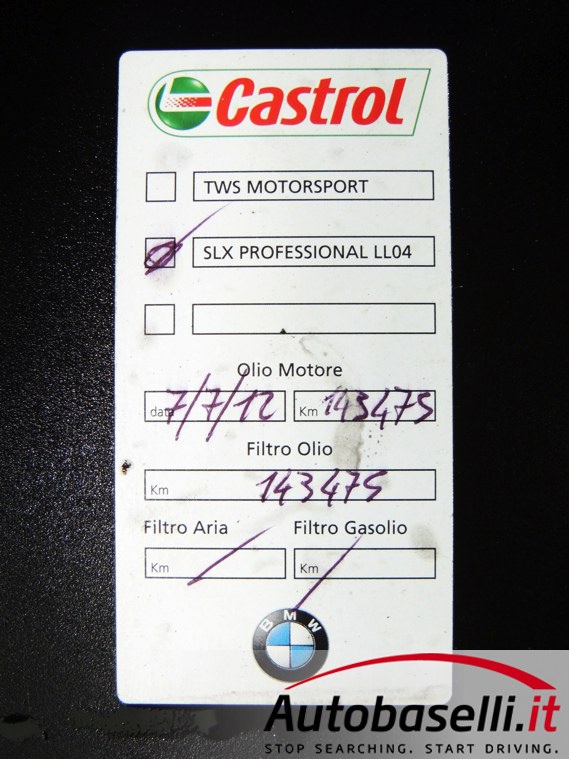 Castrol
TWS MOTORSPORT
SLX PROFESSIONAL LL04
Olio Motore
data 7/7/12 Km 143475
Filtro Olio
Km 143475
Filtro Aria Filtro Gasolio
Km Km
BMW
Autobaselli.it
STOP SEARCHING. START DRIVING.